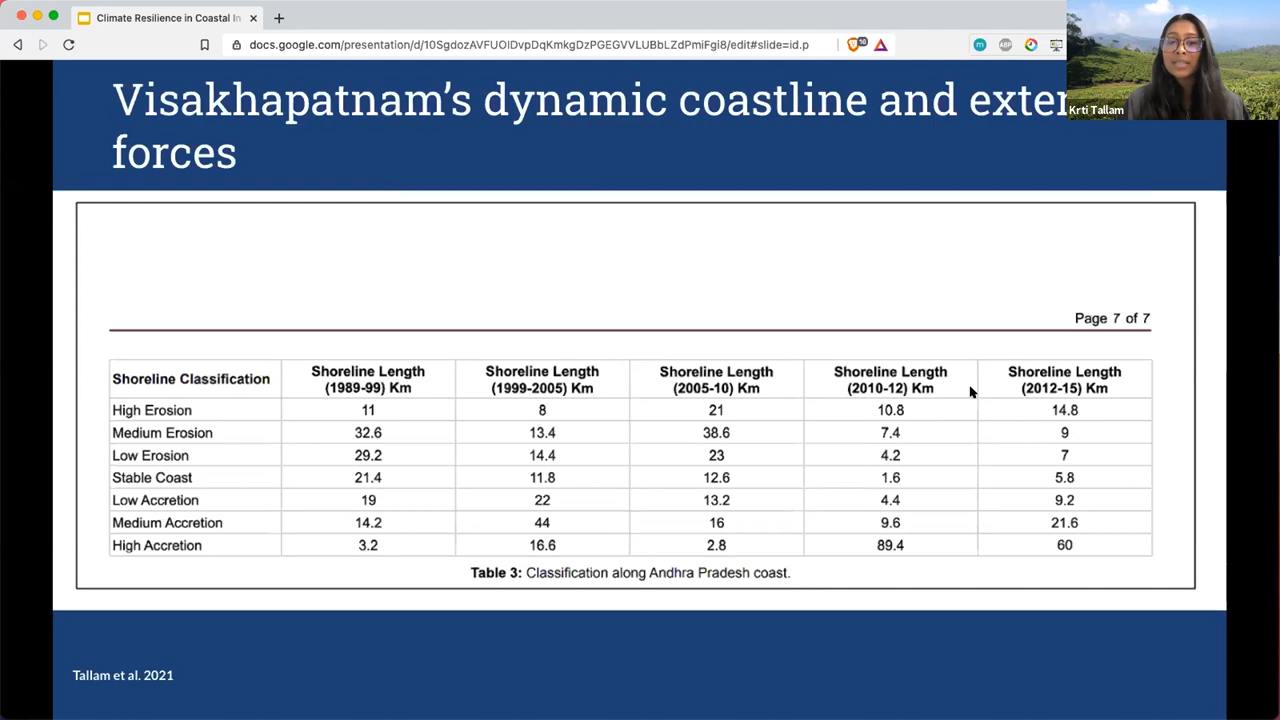 Climate Resilience in Coastal In
docs.google.com/presentation/d/10SgdozAVFUOIDvpDqKmkgDzPGEGVVLUBbLZdPmiFgi8/edit#slide=id.p
10
m
ABP
Krti Tallam
Visakhapatnam's dynamic coastline and exter
forces
Page 7 of 7
Shoreline Classification Shoreline Length (1989-99) Km Shoreline Length (1999-2005) Km Shoreline Length (2005-10) Km Shoreline Length (2010-12) Km Shoreline Length (2012-15) Km
High Erosion 11 8 21 10.8 14.8
Medium Erosion 32.6 13.4 38.6 7.4 9
Low Erosion 29.2 14.4 23 4.2 7
Stable Coast 21.4 11.8 12.6 1.6 5.8
Low Accretion 19 22 13.2 4.4 9.2
Medium Accretion 14.2 44 16 9.6 21.6
High Accretion 3.2 16.6 2.8 89.4 60
Table 3: Classification along Andhra Pradesh coast.
Tallam et al. 2021